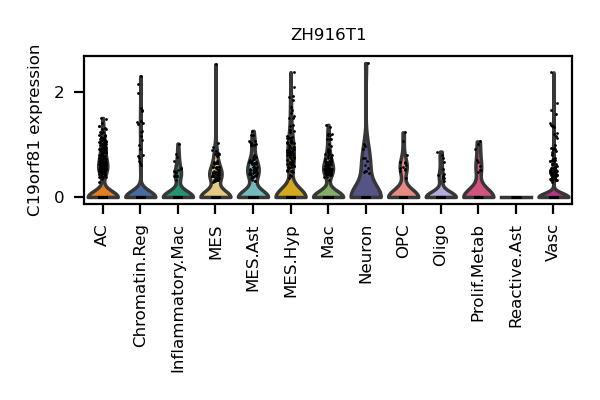 ZH916T1
C19orf81 expression
2
0
AC
Chromatin.Reg
Inflammatory.Mac
MES
MES.Ast
MES.Hyp
Mac
Neuron
OPC
Oligo
Prolif.Metab
Reactive.Ast
Vasc